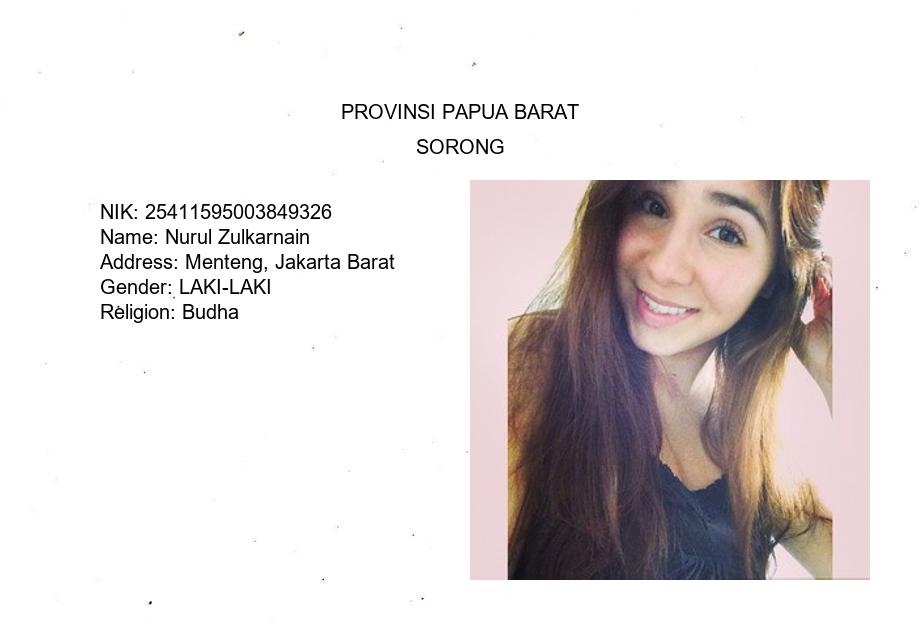 PROVINSI PAPUA BARAT
SORONG
NIK: 25411595003849326
Name: Nurul Zulkarnain
Address: Menteng, Jakarta Barat
Gender: LAKI-LAKI
Religion: Budha